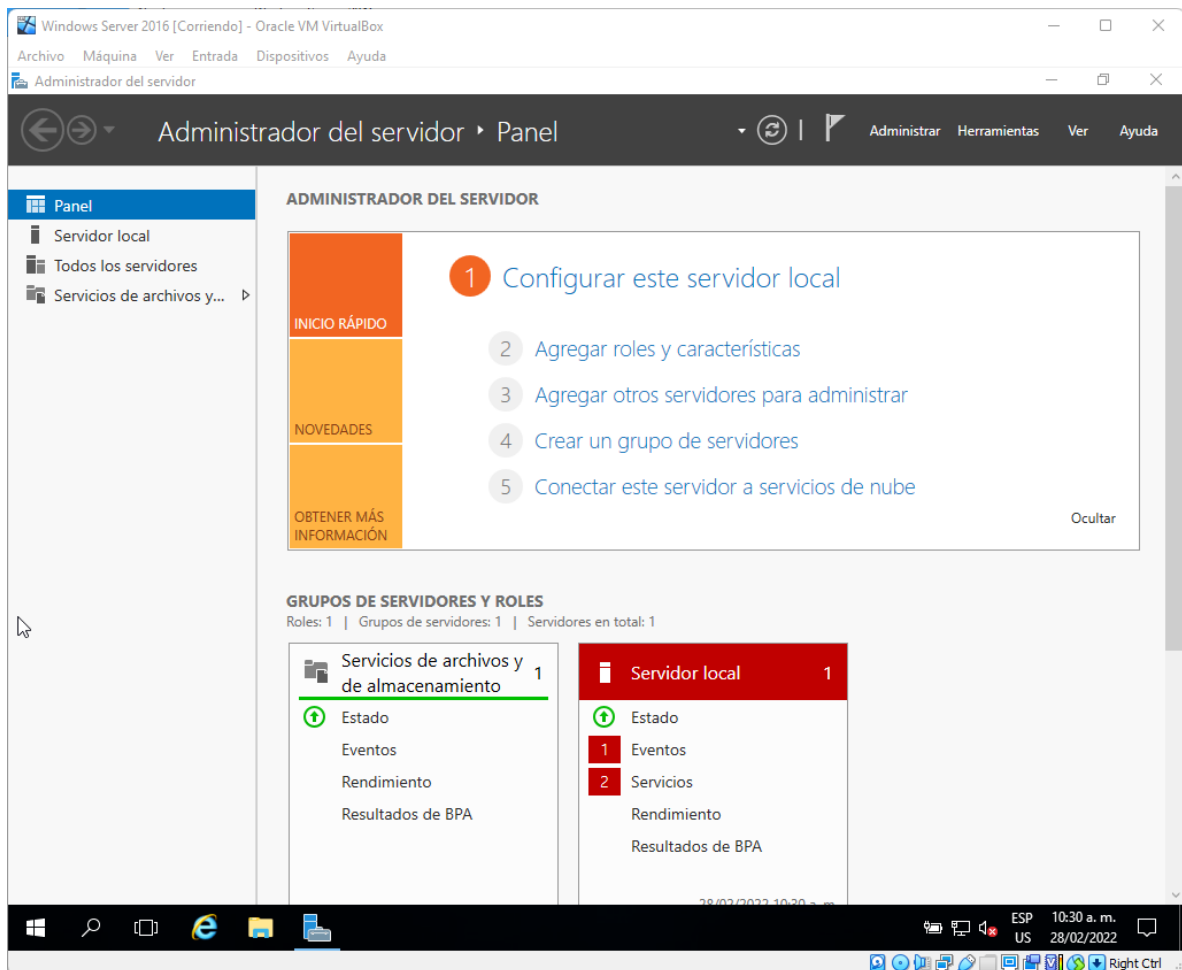 Windows Server 2016 [Corriendo] - Oracle VM VirtualBox
Archivo Máquina Ver Entrada Dispositivos Ayuda
Administrador del servidor
Administrador del servidor Panel
Administrar Herramientas Ver Ayuda
Panel
Servidor local
Todos los servidores
Servicios de archivos y...
ADMINISTRADOR DEL SERVIDOR
INICIO RÁPIDO
NOVEDADES
OBTENER MÁS
INFORMACIÓN
1 Configurar este servidor local
2 Agregar roles y características
3 Agregar otros servidores para administrar
4 Crear un grupo de servidores
5 Conectar este servidor a servicios de nube
Ocultar
GRUPOS DE SERVIDORES Y ROLES
Roles: 1 | Grupos de servidores: 1 | Servidores en total: 1
Servicios de archivos y
de almacenamiento 1
Estado
Eventos
Rendimiento
Resultados de BPA
Servidor local 1
Estado
1 Eventos
2 Servicios
Rendimiento
Resultados de BPA
28/02/2022 10:30 a. m.
ESP
US
10:30 a. m.
28/02/2022
Right Ctrl